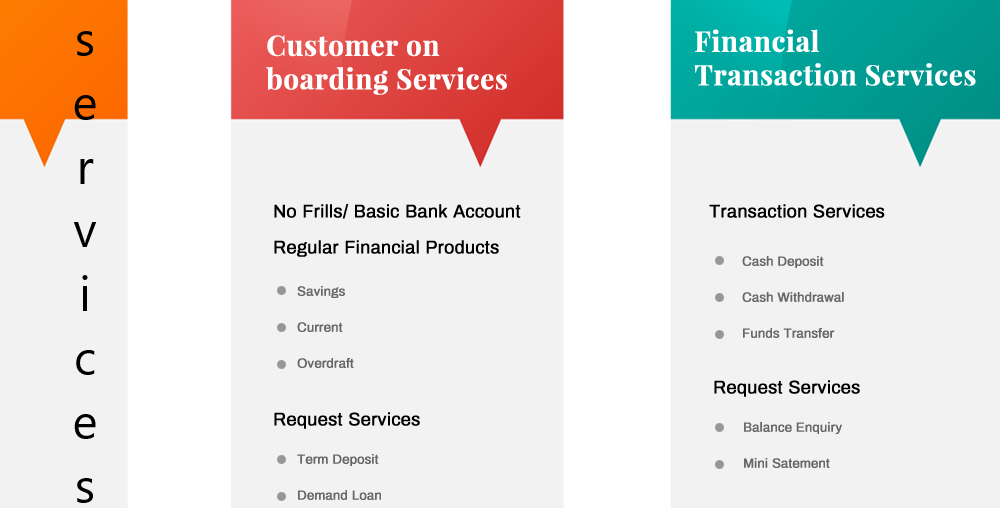 services
Customer on
boarding Services
No Frills/ Basic Bank Account
Regular Financial Products
Savings
Current
Overdraft
Request Services
Term Deposit
Demand Loan
Financial
Transaction Services
Transaction Services
Cash Deposit
Cash Withdrawal
Funds Transfer
Request Services
Balance Enquiry
Mini Satement